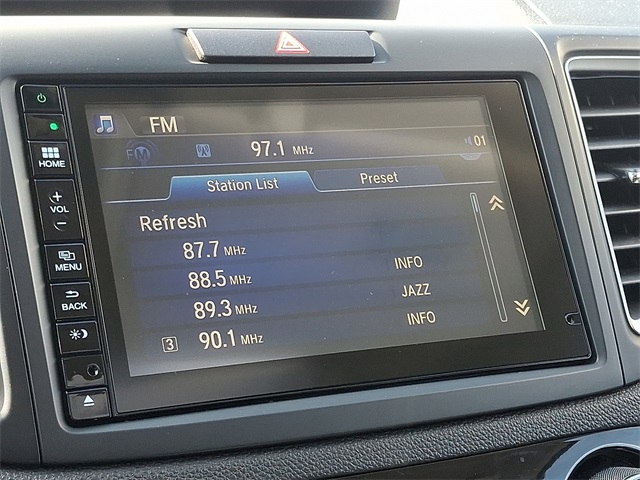 FM
FM 97.1 MHz 01
Station List Preset
Refresh
87.7 MHz
88.5 MHz INFO
89.3 MHz JAZZ
3 90.1 MHz INFO
HOME
+
VOL
−
MENU
BACK